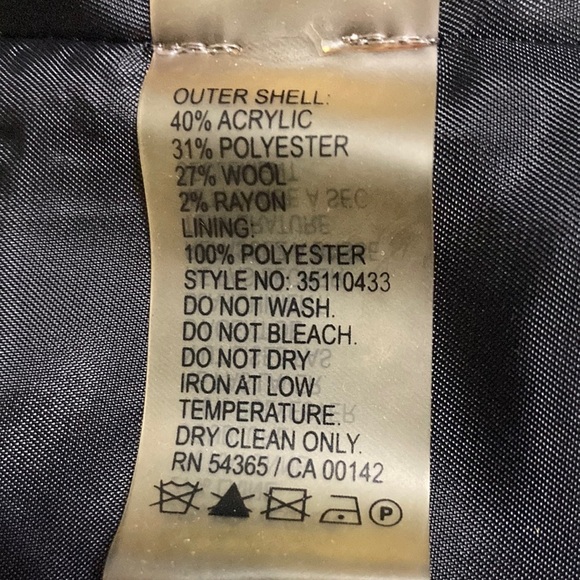 OUTER SHELL:
40% ACRYLIC
31% POLYESTER
27% WOOL
2% RAYON
LINING:
100% POLYESTER
STYLE NO: 35110433
DO NOT WASH.
DO NOT BLEACH.
DO NOT DRY
IRON AT LOW
TEMPERATURE.
DRY CLEAN ONLY.
RN 54365 / CA 00142
P